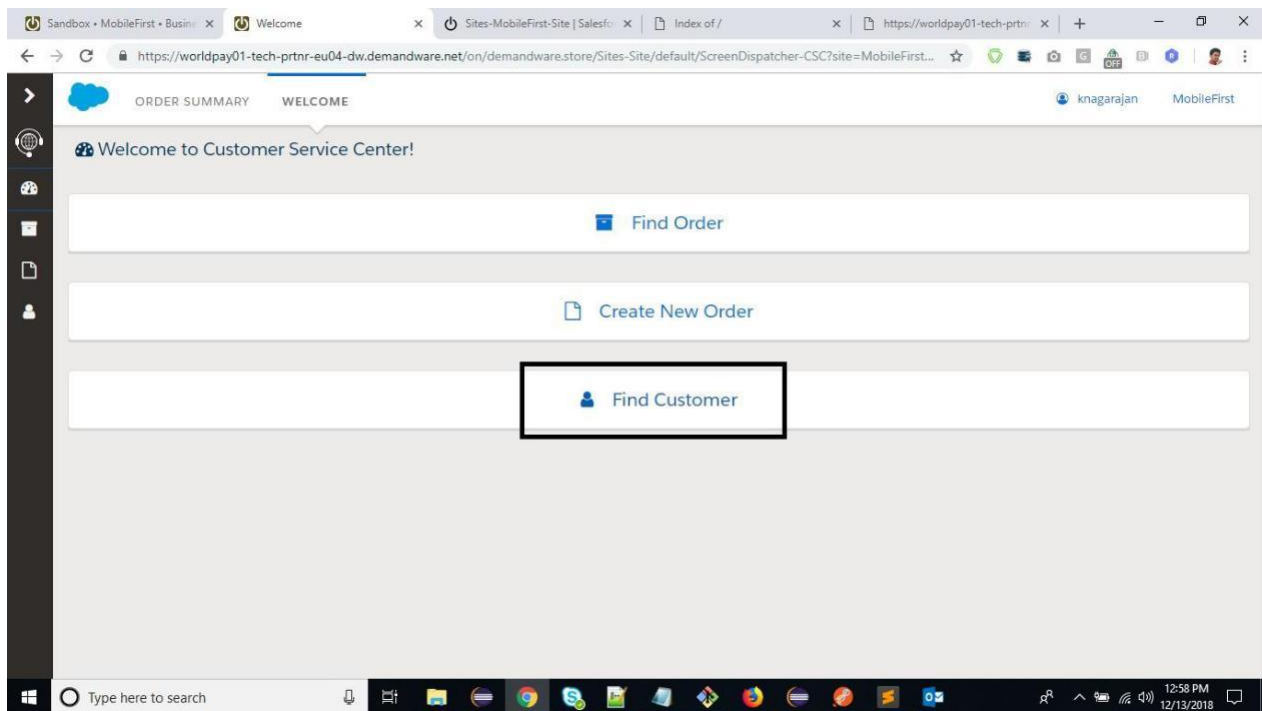 Sandbox • MobileFirst • Busine
Welcome
Sites-MobileFirst-Site | Salesfo
Index of /
https://worldpay01-tech-prtnr
https://worldpay01-tech-prtnr-eu04-dw.demandware.net/on/demandware.store/Sites-Site/default/ScreenDispatcher-CSC?site=MobileFirst...
OFF
ORDER SUMMARY
WELCOME
knagarajan
MobileFirst
Welcome to Customer Service Center!
Find Order
Create New Order
Find Customer
Type here to search
12:58 PM
12/13/2018